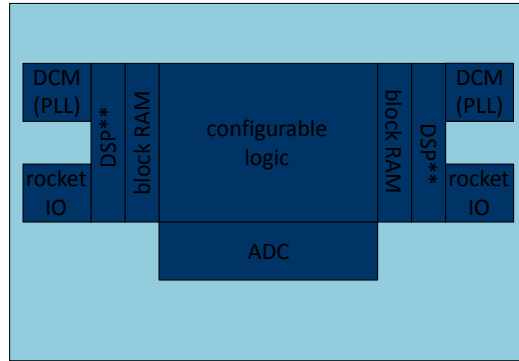 DCM
(PLL)
rocket
IO
DSP**
block RAM
configurable
logic
ADC
block RAM
DSP**
DCM
(PLL)
rocket
IO